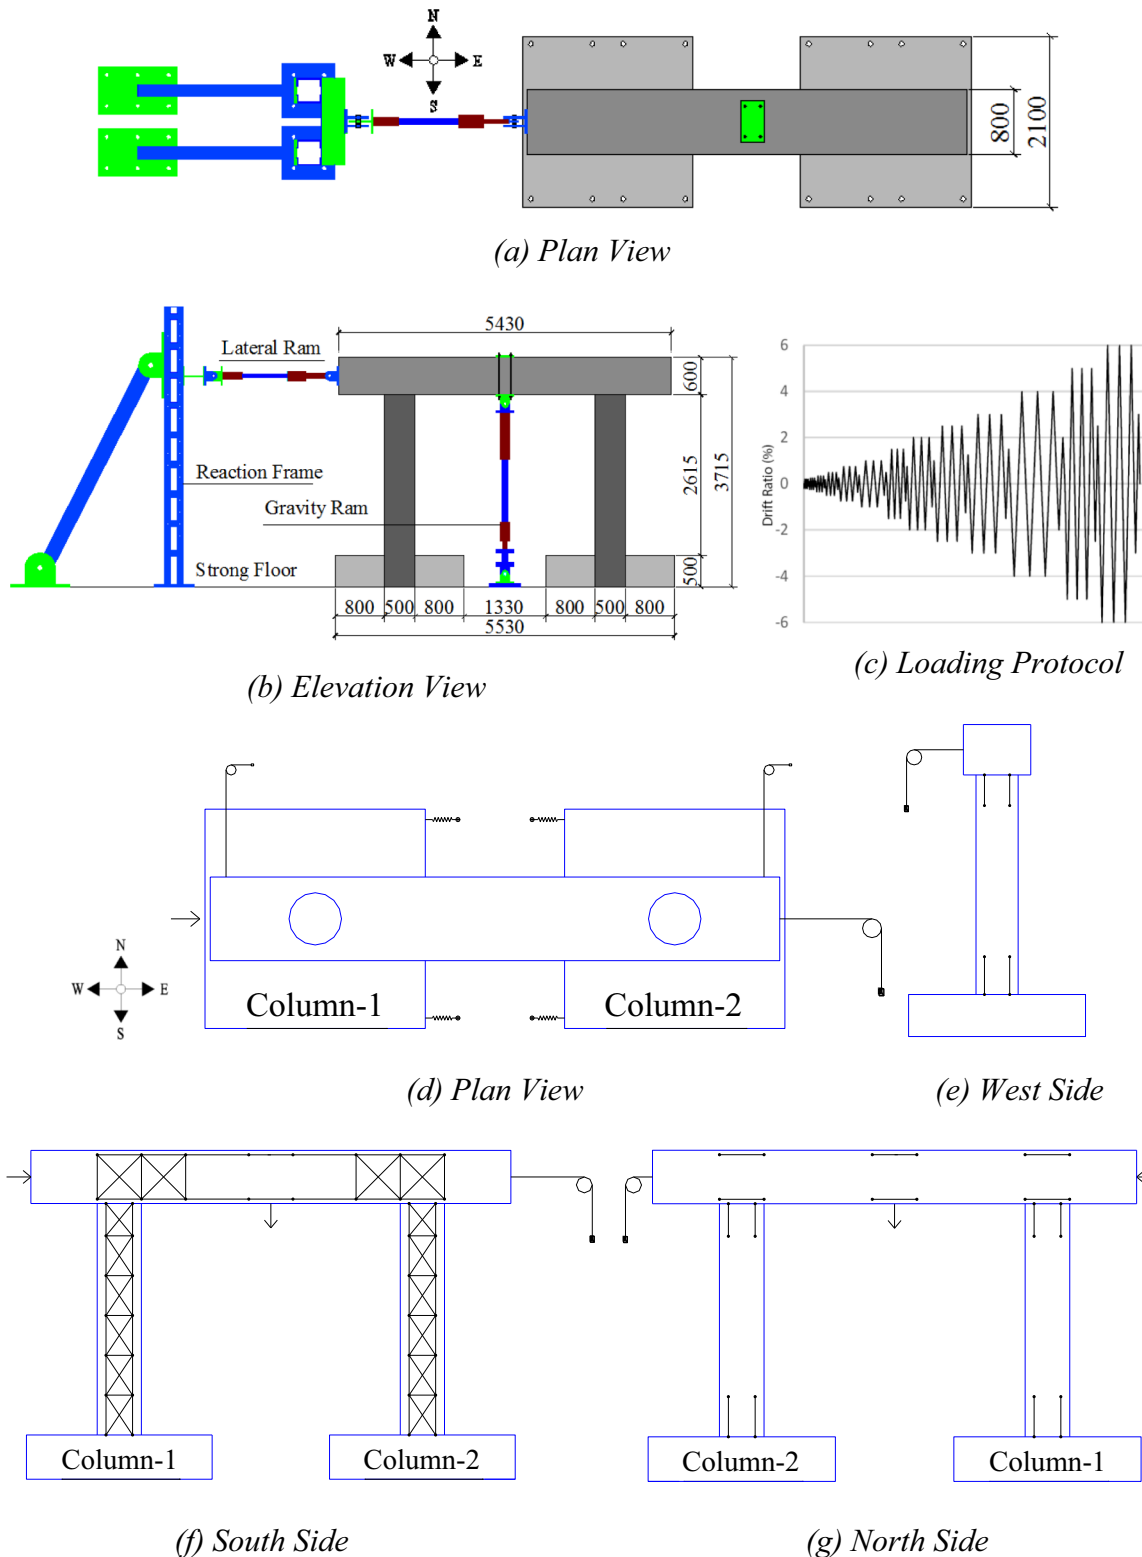 N
W E
S
800
2100
(a) Plan View
5430
Lateral Ram
600
Reaction Frame
2615
3715
Gravity Ram
Strong Floor
500
800 500 800 1330 800 500 800
5530
(b) Elevation View
6
4
2
0
-2
-4
-6
Drift Ratio (%)
(c) Loading Protocol
N
W E
S
Column-1
Column-2
(d) Plan View
(e) West Side
Column-1
Column-2
(f) South Side
Column-2
Column-1
(g) North Side